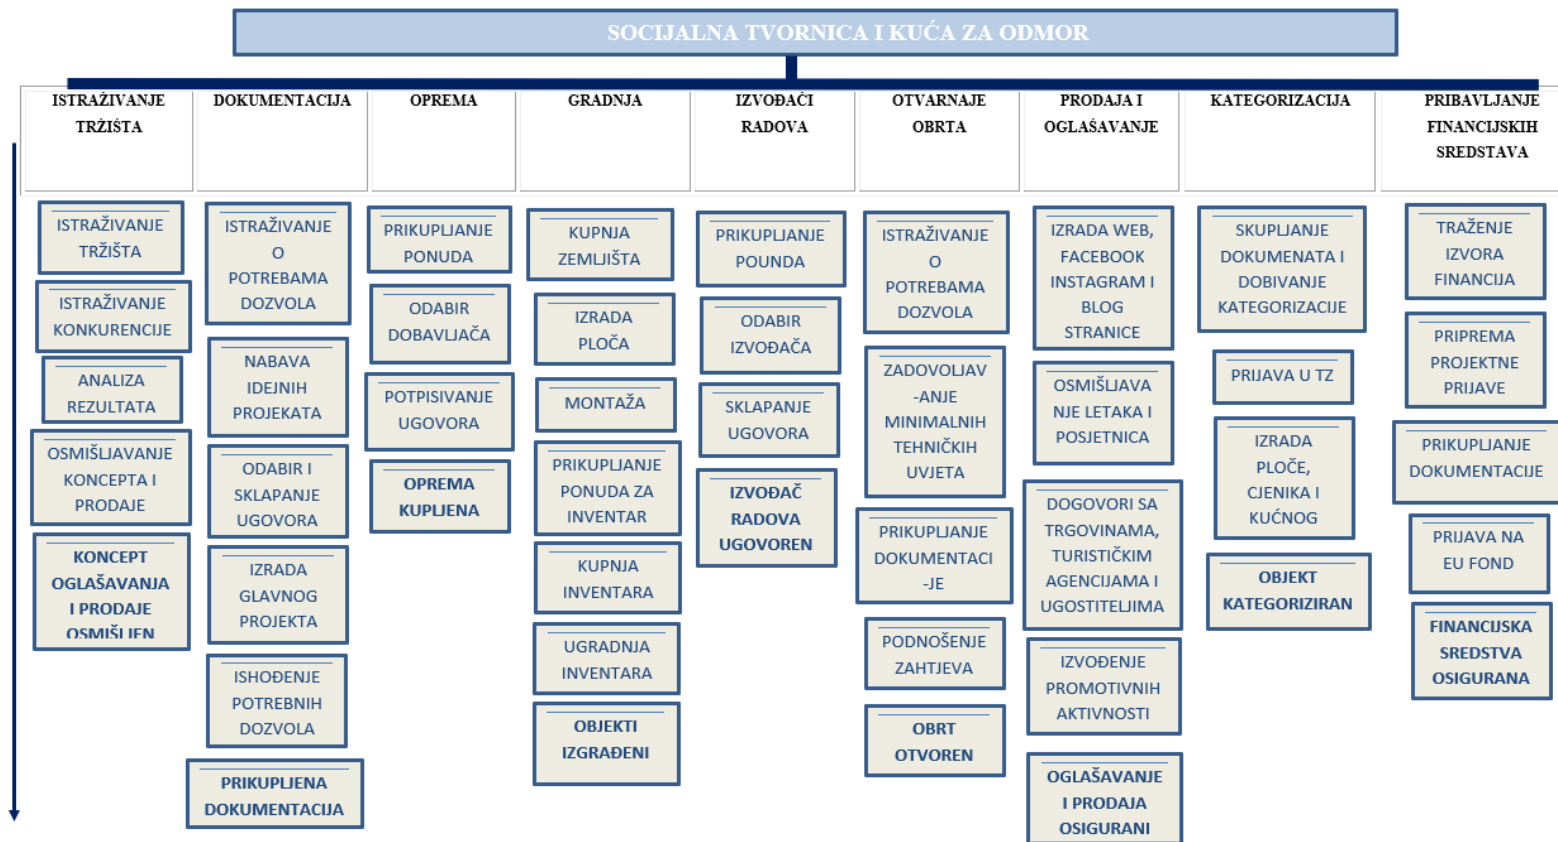 SOCIJALNA TVORNICA I KUĆA ZA ODMOR
ISTRAŽIVANJE
TRŽIŠTA
DOKUMENTACIJA
OPREMA
GRADNJA
IZVOĐAČI
RADOVA
OTVARNAJE
OBRTA
PRODAJA I
OGLAŠAVANJE
KATEGORIZACIJA
PRIBAVLJANJE
FINANCIJSKIH
SREDSTAVA
ISTRAŽIVANJE
TRŽIŠTA
ISTRAŽIVANJE
KONKURENCIJE
ANALIZA
REZULTATA
OSMIŠLJAVANJE
KONCEPTA I
PRODAJE
KONCEPT
OGLAŠAVANJA
I PRODAJE
OSMIŠLJEN
ISTRAŽIVANJE
O
POTREBAMA
DOZVOLA
NABAVA
IDEJNIH
PROJEKATA
ODABIR I
SKLAPANJE
UGOVORA
IZRADA
GLAVNOG
PROJEKTA
ISHOĐENJE
POTREBNIH
DOZVOLA
PRIKUPLJENA
DOKUMENTACIJA
PRIKUPLJANJE
PONUDA
ODABIR
DOBAVLJAČA
POTPISIVANJE
UGOVORA
OPREMA
KUPLJENA
KUPNJA
ZEMLJIŠTA
IZRADA
PLOČA
MONTAŽA
PRIKUPLJANJE
PONUDA ZA
INVENTAR
KUPNJA
INVENTARA
UGRADNJA
INVENTARA
OBJEKTI
IZGRAĐENI
PRIKUPLJANJE
POUNDA
ODABIR
IZVOĐAČA
SKLAPANJE
UGOVORA
IZVOĐAČ
RADOVA
UGOVOREN
ISTRAŽIVANJE
O
POTREBAMA
DOZVOLA
ZADOVOLJAV
-ANJE
MINIMALNIH
TEHNIČKIH
UVJETA
PRIKUPLJANJE
DOKUMENTACI
-JE
PODNOŠENJE
ZAHTJEVA
OBRT
OTVOREN
IZRADA WEB,
FACEBOOK
INSTAGRAM I
BLOG
STRANICE
OSMIŠLJAVA
NJE LETAKA I
POSJETNICA
DOGOVORI SA
TRGOVINAMA,
TURISTIČKIM
AGENCIJAMA I
UGOSTITELJIMA
IZVOĐENJE
PROMOTIVNIH
AKTIVNOSTI
OGLAŠAVANJE
I PRODAJA
OSIGURANI
SKUPLJANJE
DOKUMENATA I
DOBIVANJE
KATEGORIZACIJE
PRIJAVA U TZ
IZRADA
PLOČE,
CJENIKA I
KUĆNOG
OBJEKT
KATEGORIZIRAN
TRAŽENJE
IZVORA
FINANCIJA
PRIPREMA
PROJEKTNE
PRIJAVE
PRIKUPLJANJE
DOKUMENTACIJE
PRIJAVA NA
EU FOND
FINANCIJSKA
SREDSTVA
OSIGURANA